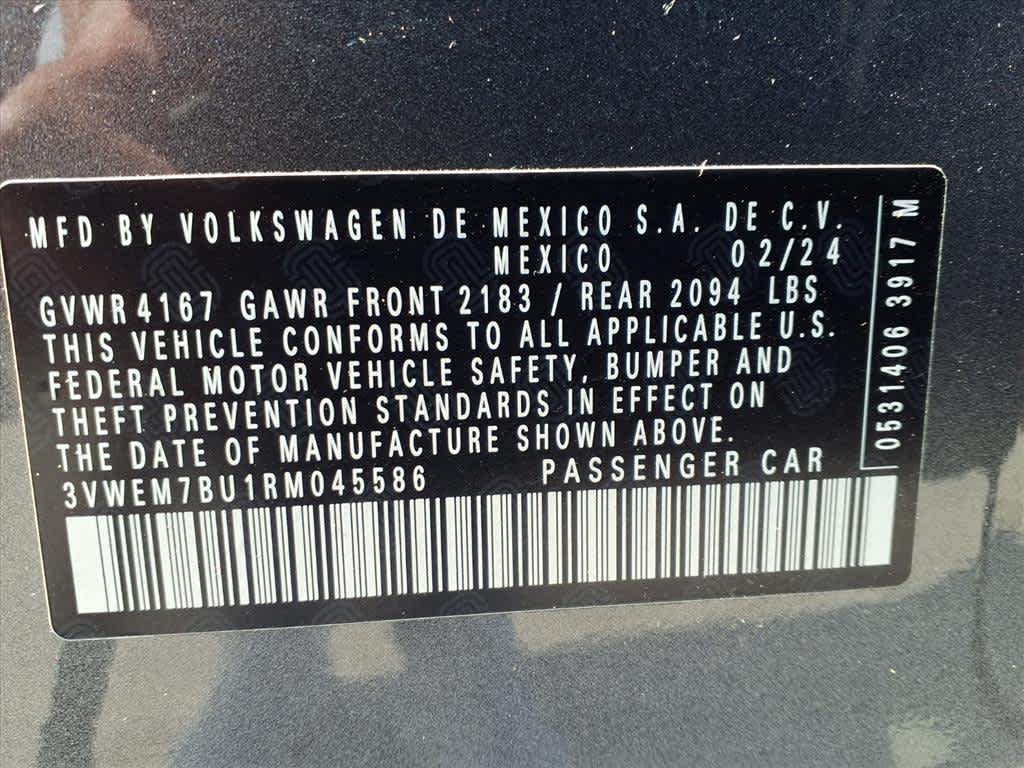 MFD BY VOLKSWAGEN DE MEXICO S.A. DE C.V.
MEXICO 02/24
GVWR 4167 GAWR FRONT 2183 / REAR 2094 LBS
THIS VEHICLE CONFORMS TO ALL APPLICABLE U.S.
FEDERAL MOTOR VEHICLE SAFETY, BUMPER AND
THEFT PREVENTION STANDARDS IN EFFECT ON
THE DATE OF MANUFACTURE SHOWN ABOVE.
3VWEM7BU1RM045586 PASSENGER CAR
0531406 3917 M